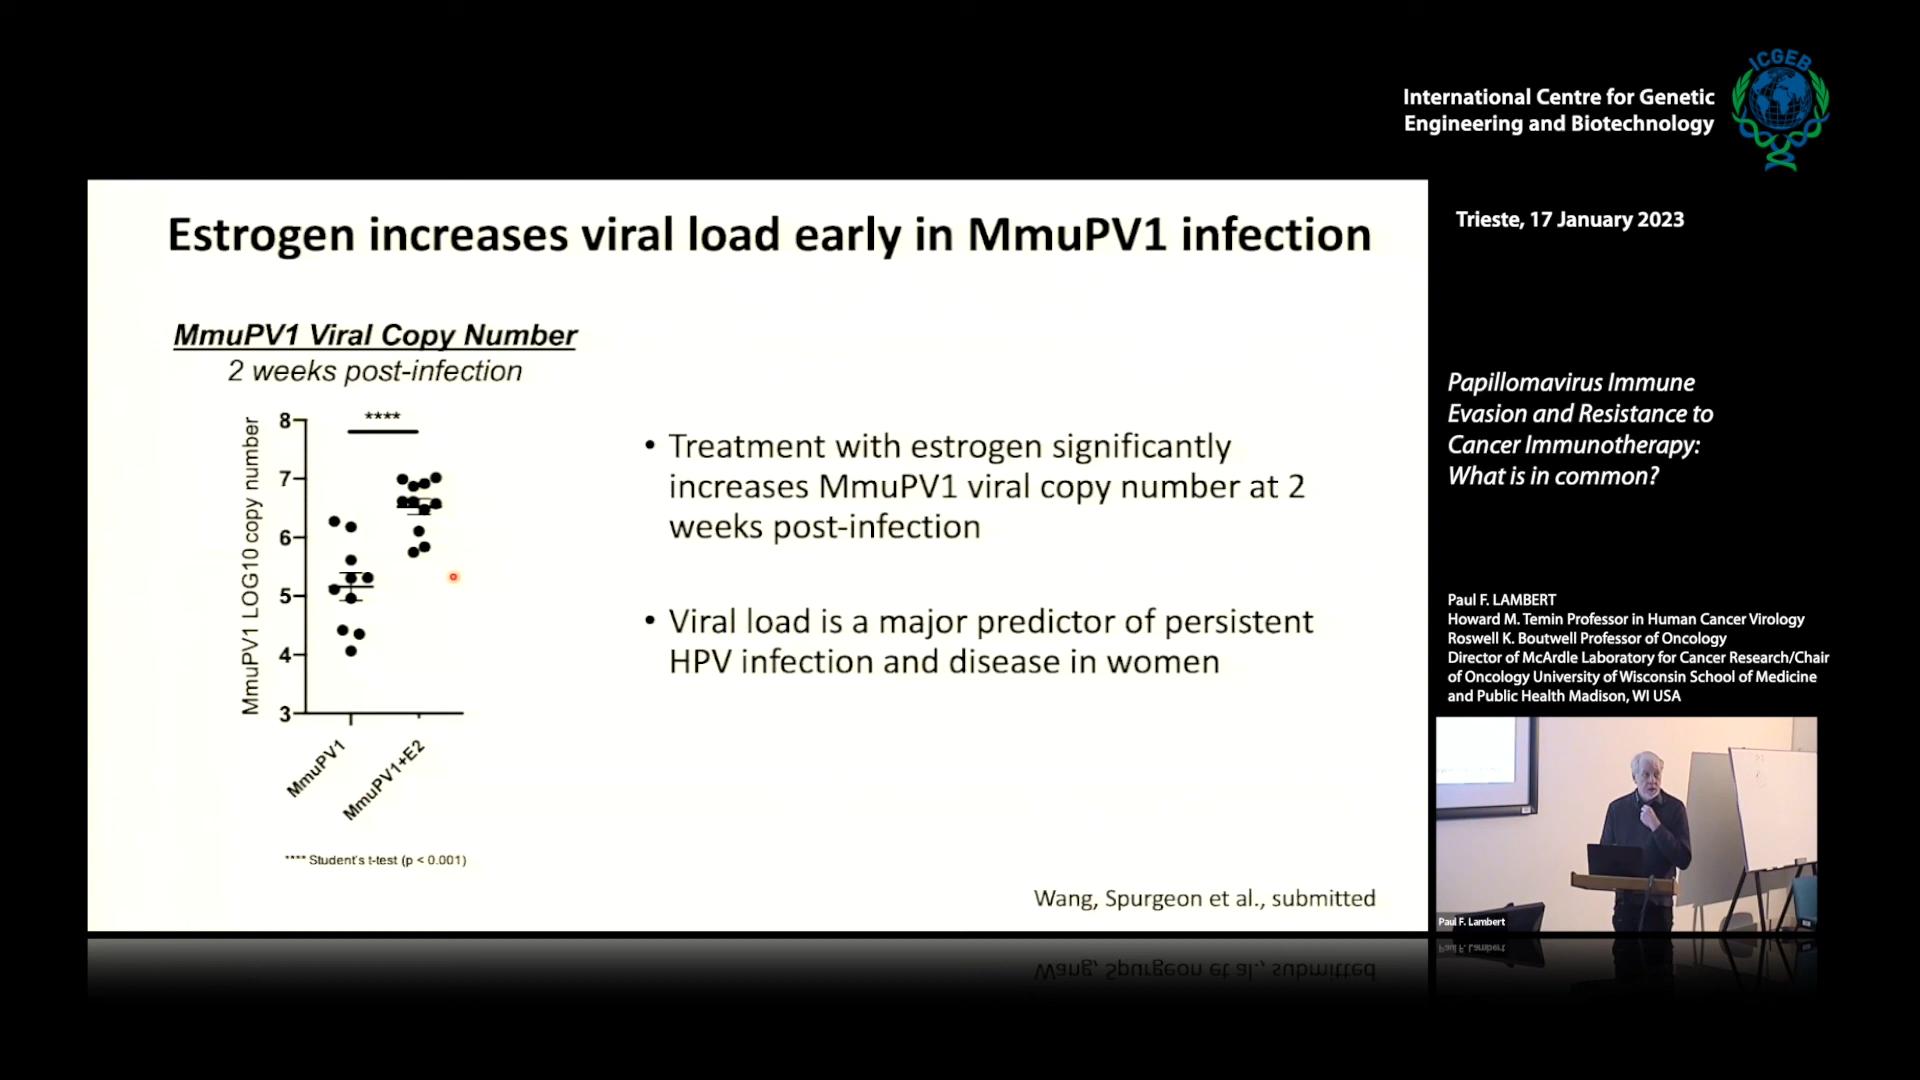 ICGEB
International Centre for Genetic
Engineering and Biotechnology
Trieste, 17 January 2023
Estrogen increases viral load early in MmuPV1 infection
MmuPV1 Viral Copy Number
2 weeks post-infection
MmuPV1 LOG10 copy number
8
7
6
5
4
3
****
MmuPV1
MmuPV1+E2
**** Student's t-test (p < 0.001)
• Treatment with estrogen significantly
increases MmuPV1 viral copy number at 2
weeks post-infection
• Viral load is a major predictor of persistent
HPV infection and disease in women
Wang, Spurgeon et al., submitted
Papillomavirus Immune
Evasion and Resistance to
Cancer Immunotherapy:
What is in common?
Paul F. LAMBERT
Howard M. Temin Professor in Human Cancer Virology
Roswell K. Boutwell Professor of Oncology
Director of McArdle Laboratory for Cancer Research/Chair
of Oncology University of Wisconsin School of Medicine
and Public Health Madison, WI USA
Paul F. Lambert